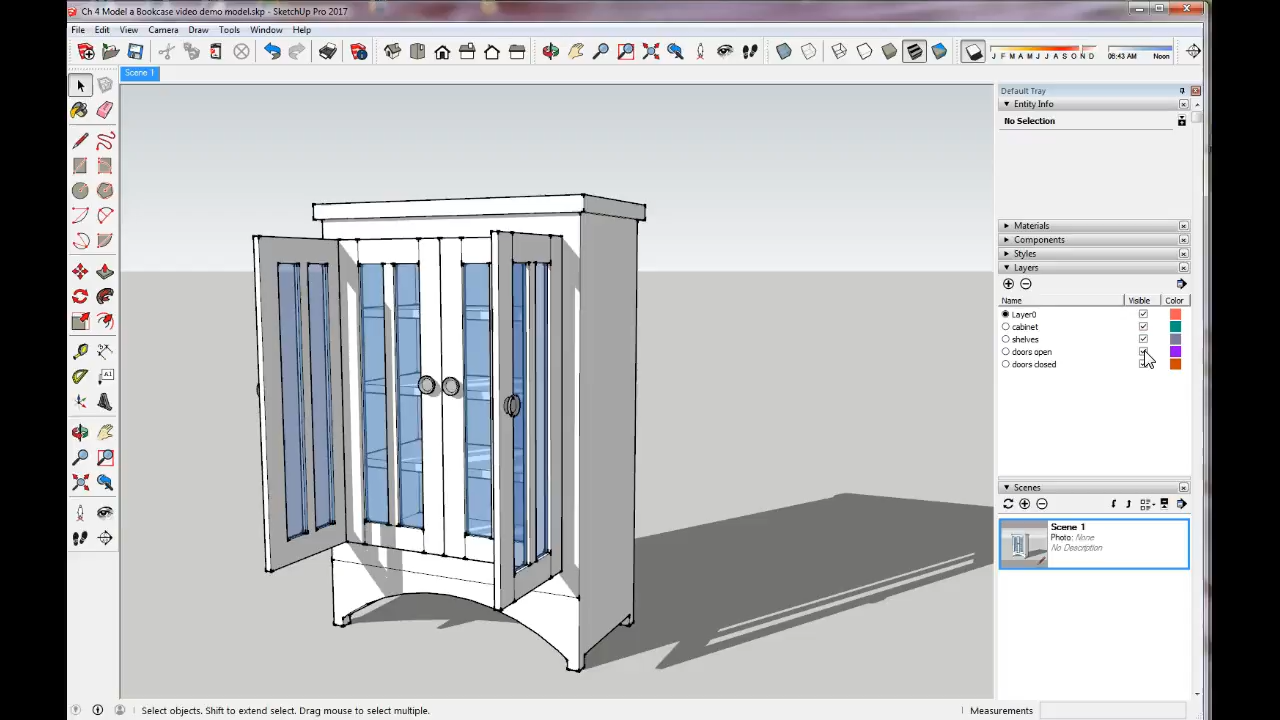 Ch 4 Model a Bookcase video demo model.skp - SketchUp Pro 2017
File Edit View Camera Draw Tools Window Help
J F M A M J J A S O N D 06:43 AM Noon
Scene 1
Default Tray
Entity Info
No Selection
Materials
Components
Styles
Layers
Name Visible Color
Layer0
cabinet
shelves
doors open
doors closed
Scenes
Scene 1
Photo: None
No Description
A1
Select objects. Shift to extend select. Drag mouse to select multiple.
Measurements